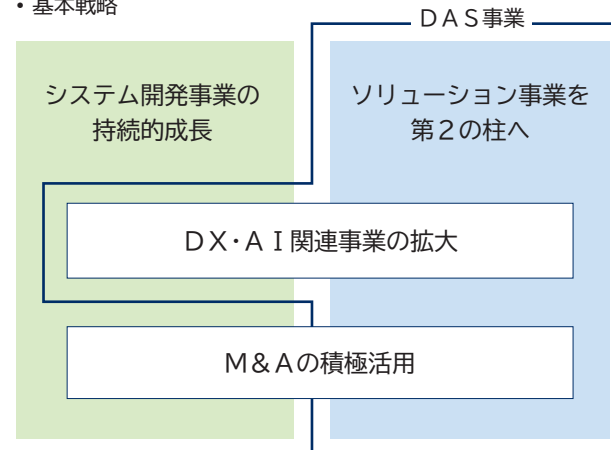 • 基本戦略
ＤＡＳ事業
システム開発事業の
持続的成長
ソリューション事業を
第２の柱へ
ＤＸ・ＡＩ関連事業の拡大
Ｍ＆Ａの積極活用